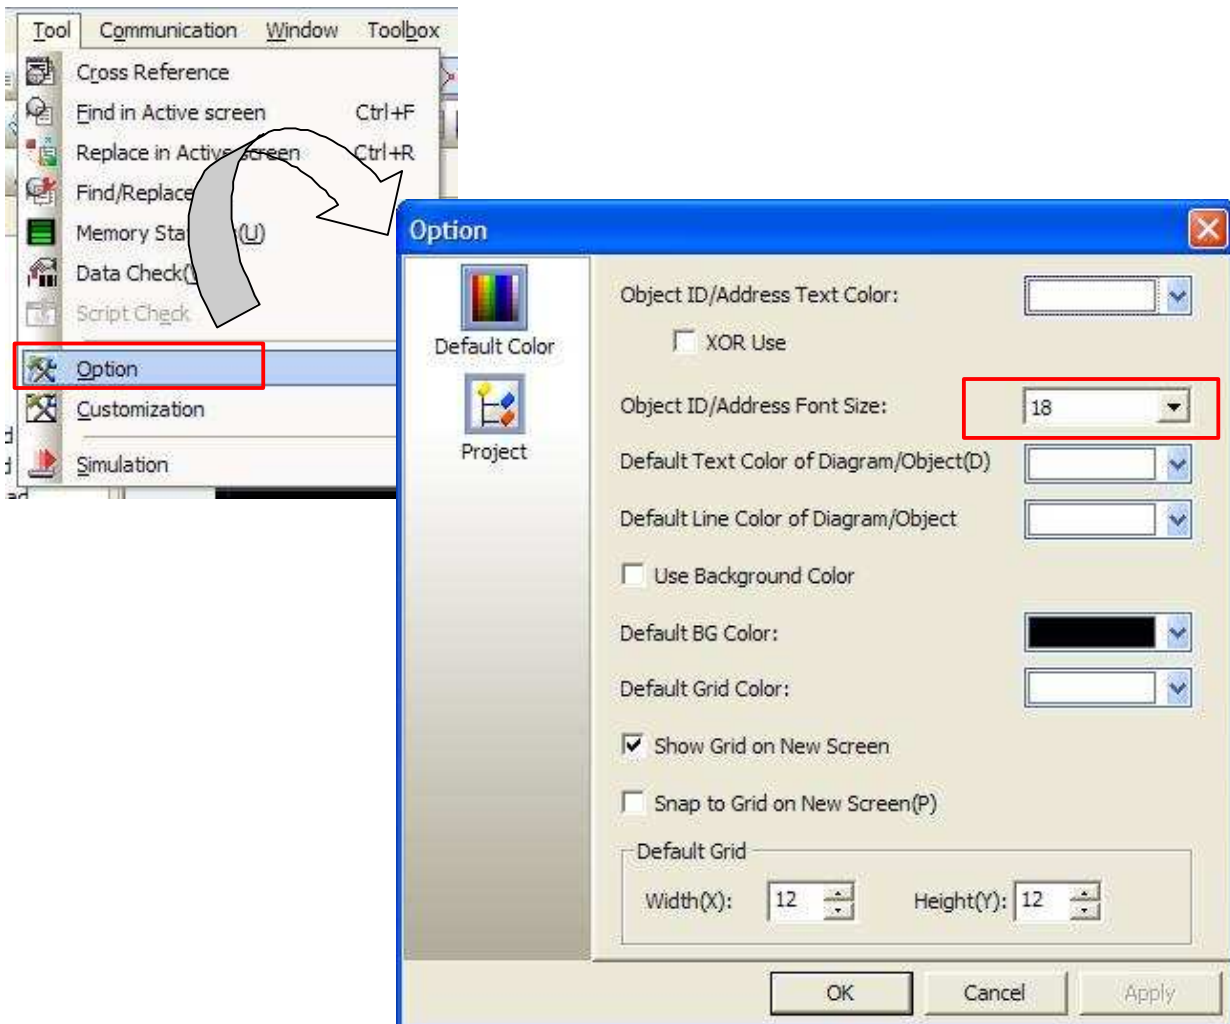 Tool Communication Window Toolbox
Cross Reference
Find in Active screen Ctrl+F
Replace in Active screen Ctrl+R
Find/Replace
Memory Sta (U)
Data Check(
Script Check
Option
Customization
Simulation
Option
Default Color
Project
Object ID/Address Text Color:
XOR Use
Object ID/Address Font Size: 18
Default Text Color of Diagram/Object(D)
Default Line Color of Diagram/Object
Use Background Color
Default BG Color:
Default Grid Color:
Show Grid on New Screen
Snap to Grid on New Screen(P)
Default Grid
Width(X): 12 Height(Y): 12
OK Cancel Apply